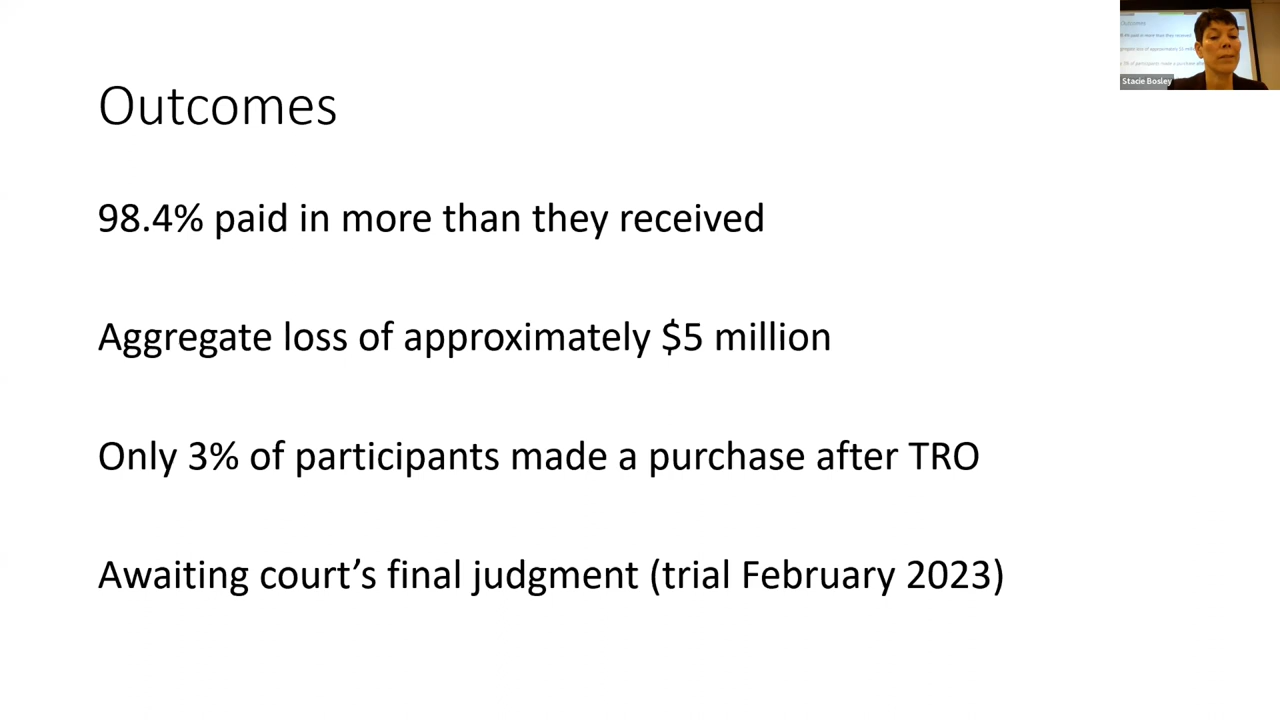 Outcomes
98.4% paid in more than they received
Aggregate loss of approximately $5 million
Only 3% of participants made a purchase after TRO
Awaiting court’s final judgment (trial February 2023)
Stacie Bosley
Outcomes